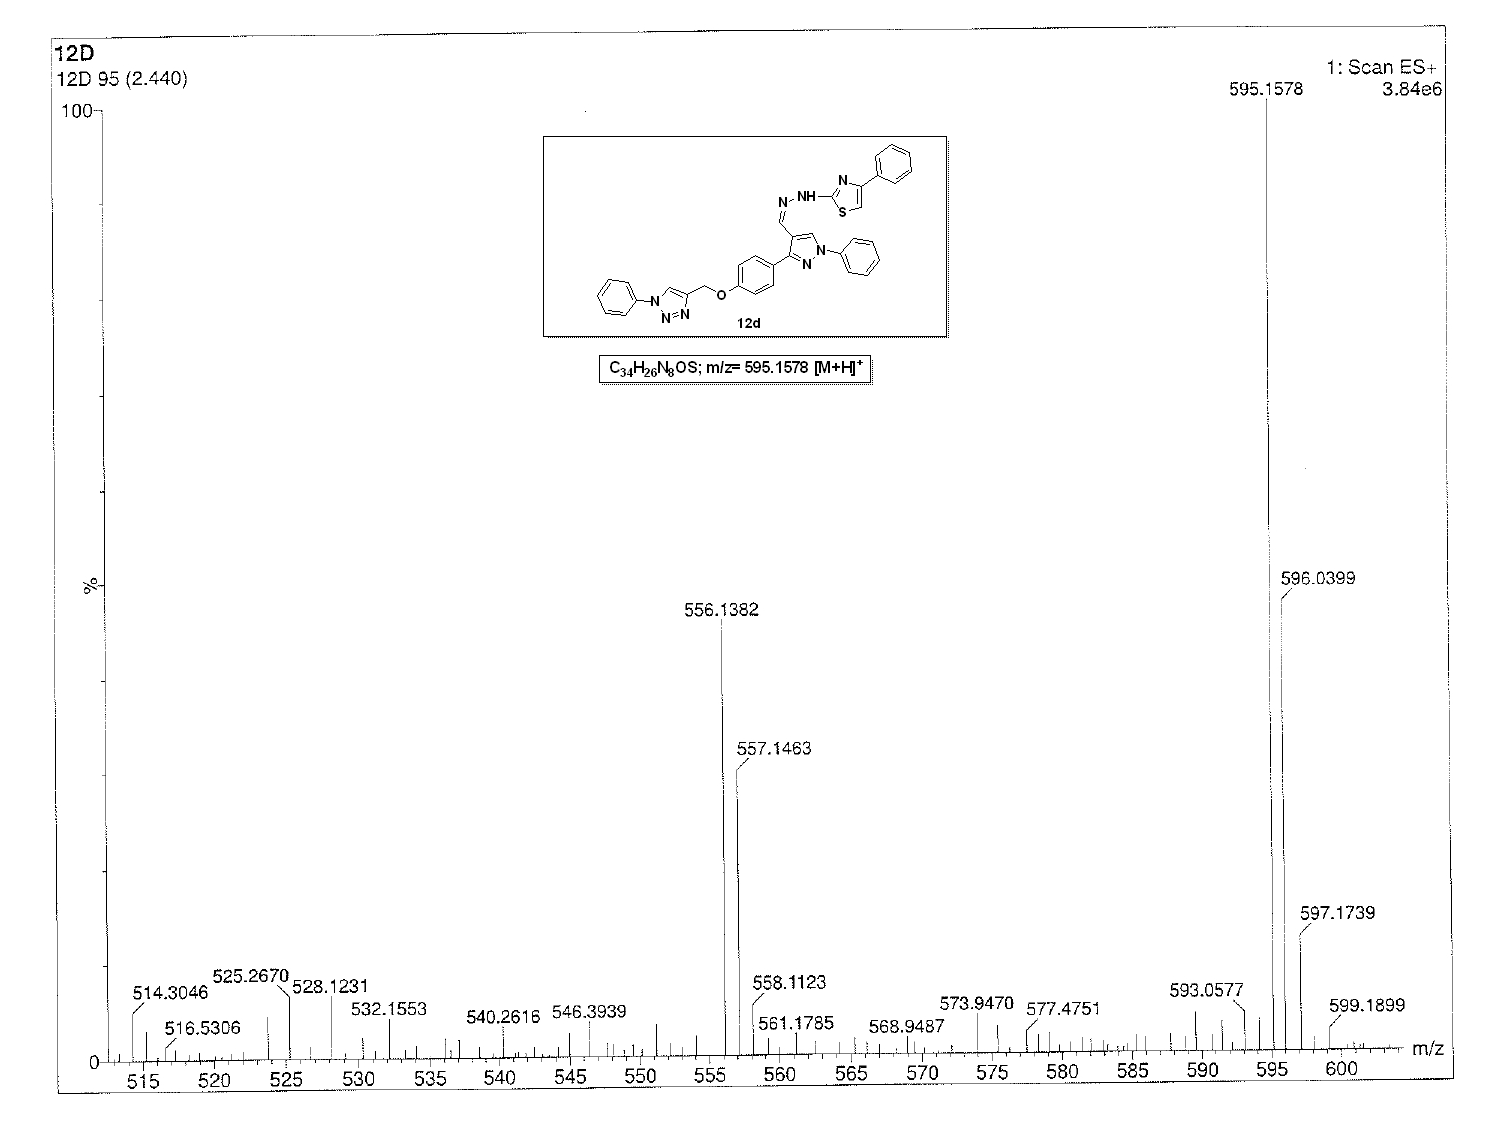 12D
12D 95 (2.440)
1: Scan ES+
3.84e6
100
595.1578
N
NH
N
S
N
N
O
N
N=N
12d
C34H26N8OS; m/z= 595.1578 [M+H]+
%
596.0399
556.1382
557.1463
597.1739
558.1123
525.2670
528.1231
514.3046
593.0577
599.1899
532.1553
573.9470
577.4751
540.2616
546.3939
561.1785
568.9487
516.5306
0
m/z
515 520 525 530 535 540 545 550 555 560 565 570 575 580 585 590 595 600